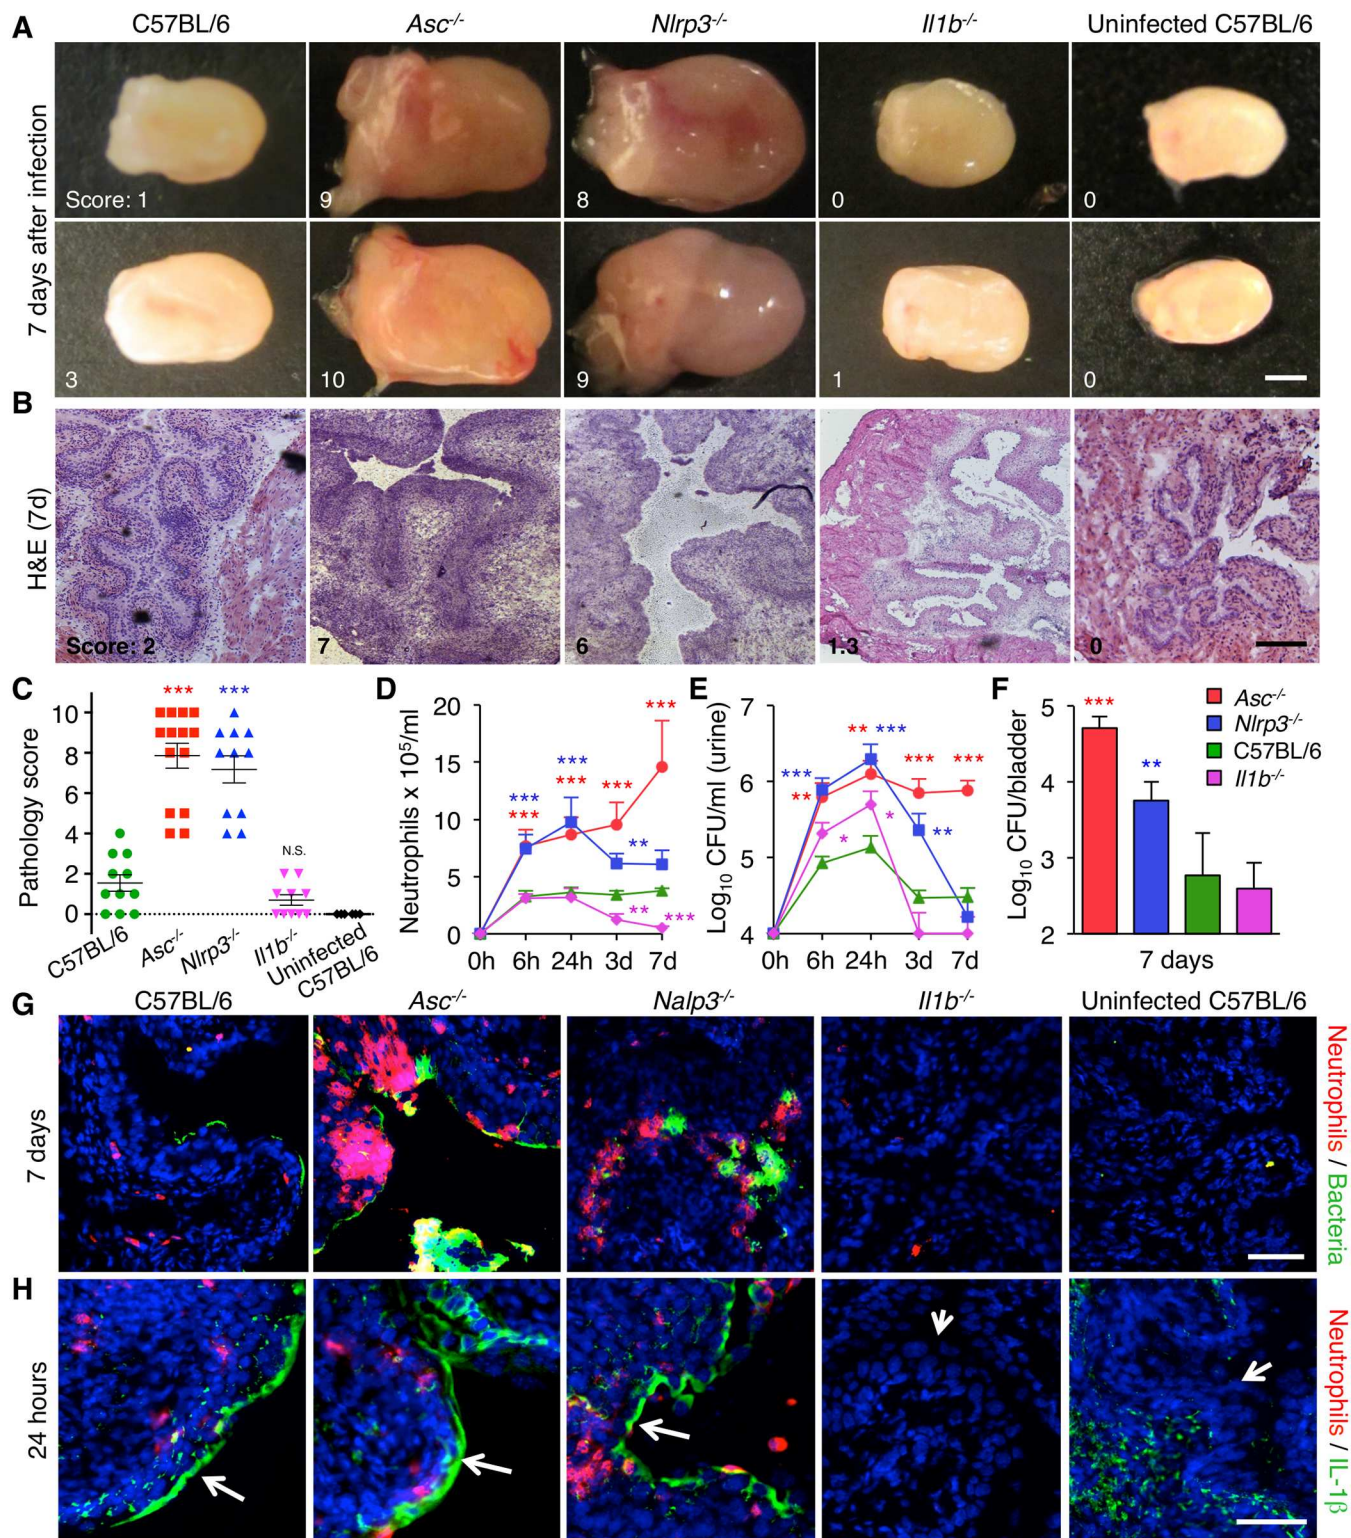 A
C57BL/6
Asc-/-
Nlrp3-/-
Il1b-/-
Uninfected C57BL/6
7 days after infection
Score: 1
9
8
0
0
3
10
9
1
0
B
H&E (7d)
Score: 2
7
6
1.3
0
C
Pathology score
10
8
6
4
2
0
***
***
N.S.
C57BL/6
Asc-/-
Nlrp3-/-
Il1b-/-
Uninfected
C57BL/6
D
Neutrophils x 10⁵/ml
20
15
10
5
0
***
***
***
***
***
***
**
**
***
0h
6h
24h
3d
7d
E
Log₁₀ CFU/ml (urine)
7
6
5
4
***
**
**
***
***
***
*
*
**
0h
6h
24h
3d
7d
F
Log₁₀ CFU/bladder
5
4
3
2
***
**
7 days
Asc-/-
Nlrp3-/-
C57BL/6
Il1b-/-
G
C57BL/6
Asc-/-
Nalp3-/-
Il1b-/-
Uninfected C57BL/6
7 days
Neutrophils / Bacteria
H
24 hours
Neutrophils / IL-1β